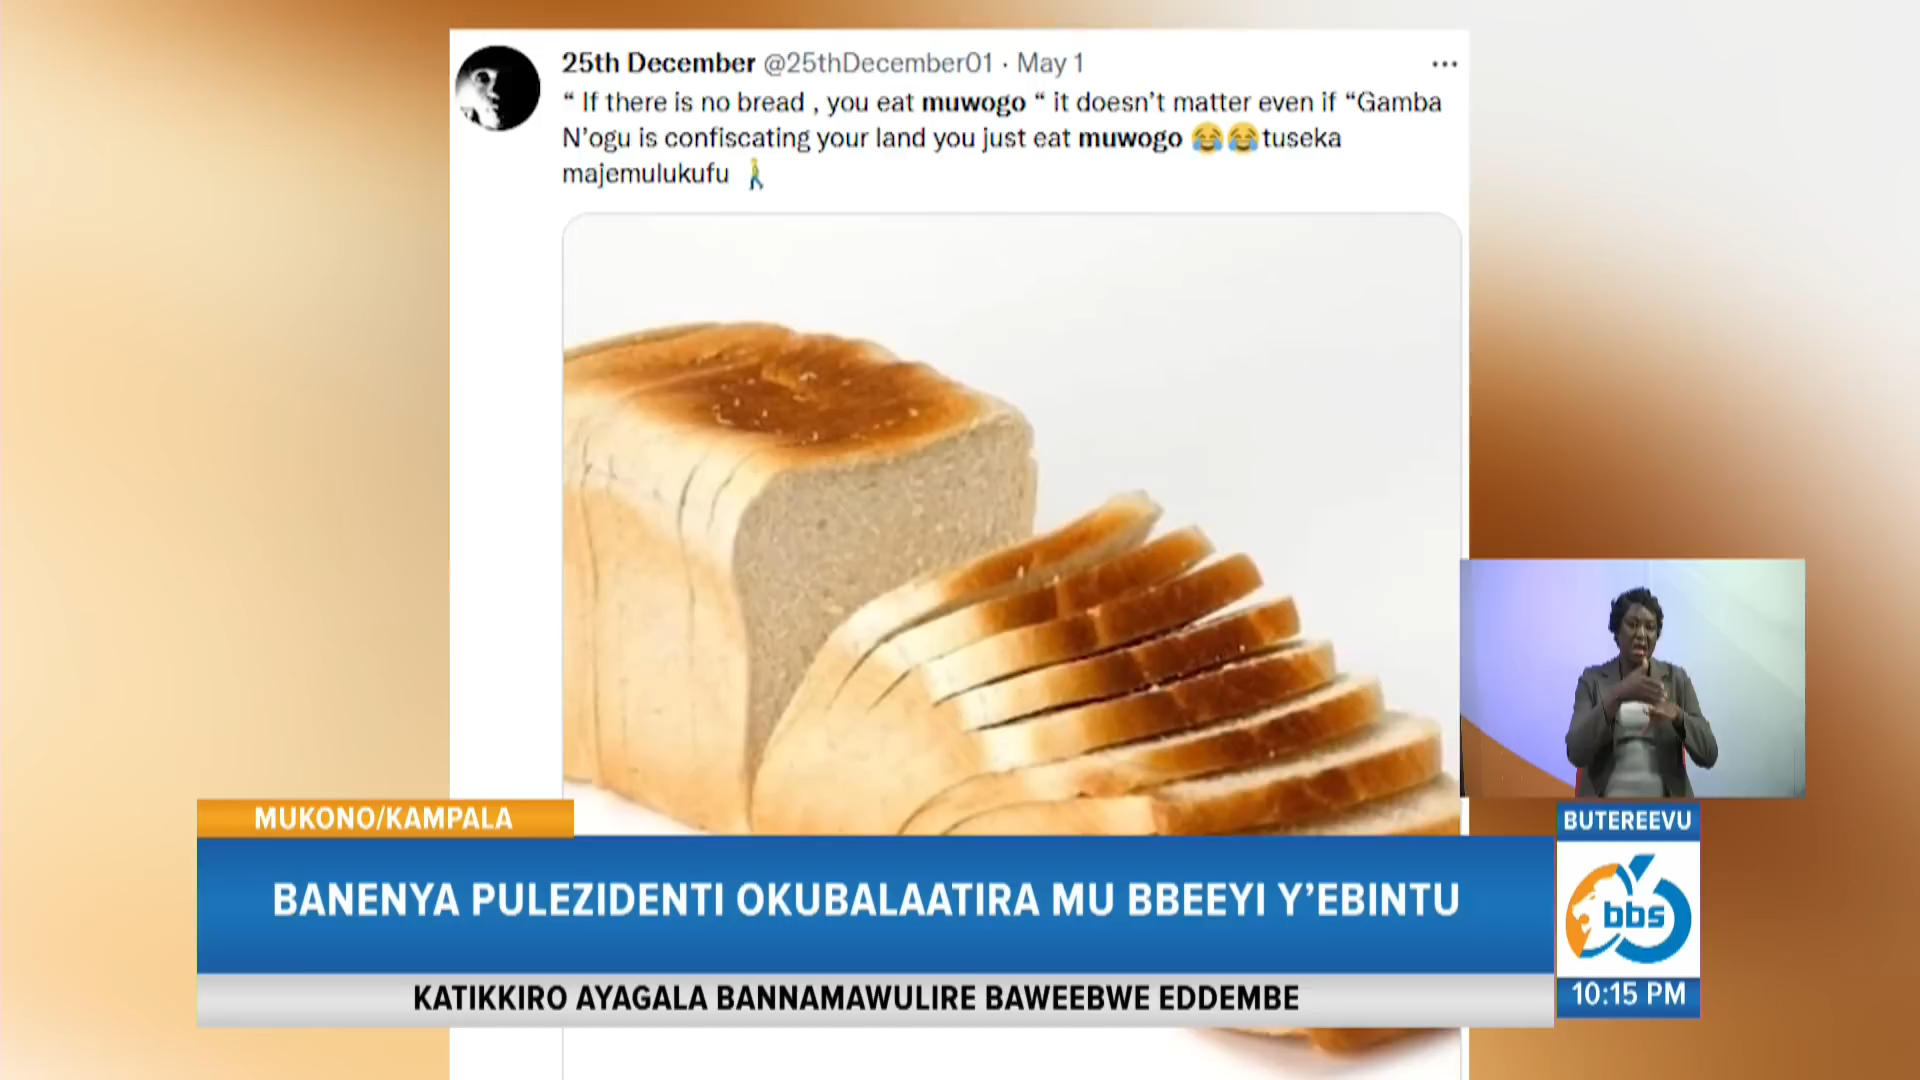 25th December @25thDecember01 · May 1
“ If there is no bread , you eat muwogo “ it doesn’t matter even if “Gamba
N’ogu is confiscating your land you just eat muwogo 😂😂tuseka
majemulukufu 🚶
MUKONO/KAMPALA
BANENYA PULEZIDENTI OKUBALAATIRA MU BBEEYI Y’EBINTU
KATIKKIRO AYAGALA BANNAMAWULIRE BAWEEBWE EDDEMBE
BUTEREEVU
bbs
10:15 PM